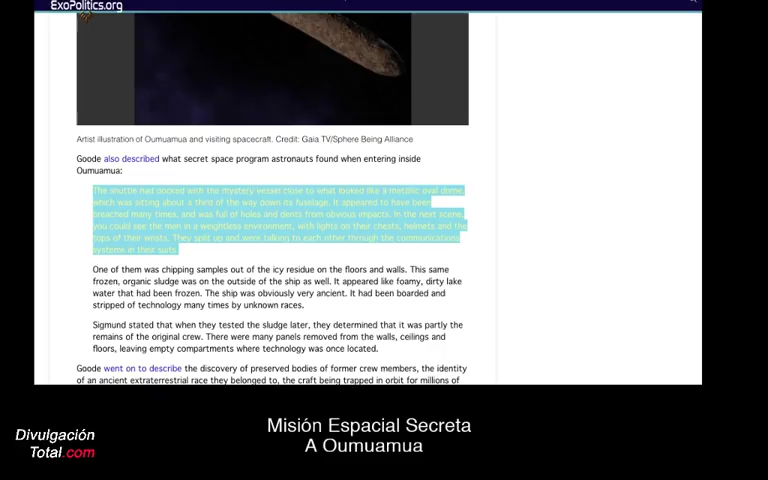 ExoPolitics.org
Artist illustration of Oumuamua and visiting spacecraft. Credit: Gaia TV/Sphere Being Alliance
Goode also described what secret space program astronauts found when entering inside
Oumuamua:
The shuttle had docked with the mystery vessel close to what looked like a metallic oval dome,
which was sitting about a third of the way down its fuselage. It appeared to have been
breached many times, and was full of holes and dents from obvious impacts. In the next scene,
you could see the men in a weightless environment, with lights on their chests, helmets and the
tops of their wrists. They split up and were talking to each other through the communications
systems in their suits.
One of them was chipping samples out of the icy residue on the floors and walls. This same
frozen, organic sludge was on the outside of the ship as well. It appeared like foamy, dirty lake
water that had been frozen. The ship was obviously very ancient. It had been boarded and
stripped of technology many times by unknown races.
Sigmund stated that when they tested the sludge later, they determined that it was partly the
remains of the original crew. There were many panels removed from the walls, ceilings and
floors, leaving empty compartments where technology was once located.
Goode went on to describe the discovery of preserved bodies of former crew members, the identity
of an ancient extraterrestrial race they belonged to, the craft being trapped in orbit for millions of
Misión Espacial Secreta
A Oumuamua
Divulgación
Total.com